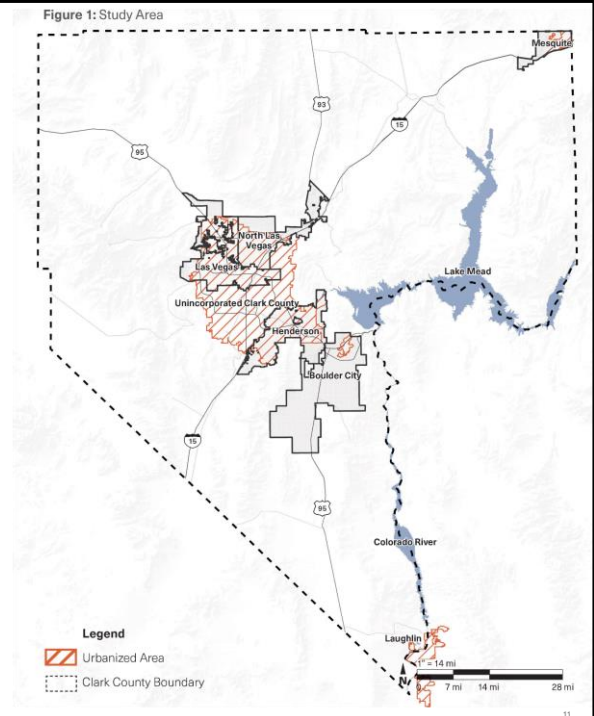 Figure 1: Study Area
Mesquite
93
15
95
North Las
Vegas
Las Vegas
Lake Mead
Unincorporated Clark County
Henderson
Boulder City
15
95
Colorado River
Laughlin
Legend
Urbanized Area
Clark County Boundary
1" = 14 mi
N
7 mi 14 mi 28 mi
11